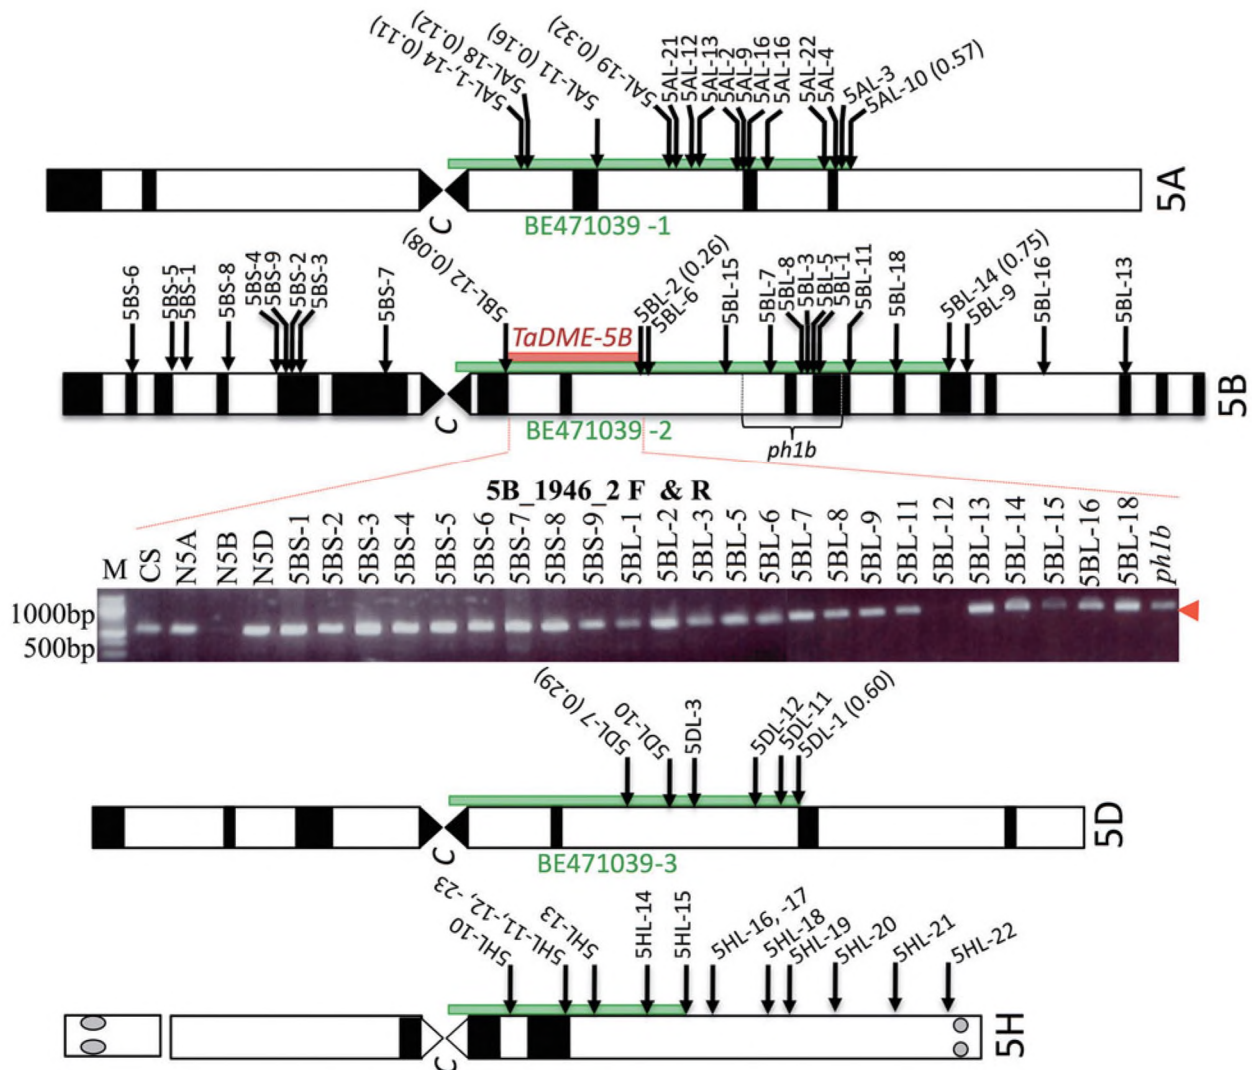 5AL-1,-14 (0.11)
5AL-18 (0.12)
5AL-11 (0.16)
5AL-19 (0.32)
5AL-21
5AL-12
5AL-13
5AL-2
5AL-9
5AL-16
5AL-16
5AL-22
5AL-4
5AL-3
5AL-10 (0.57)
5A
C
BE471039 -1
5BS-6
5BS-5
5BS-1
5BS-8
5BS-4
5BS-9
5BS-2
5BS-3
5BS-7
5BL-12 (0.08)
TaDME-5B
5BL-2 (0.26)
5BL-6
5BL-15
5BL-7
5BL-8
5BL-3
5BL-5
5BL-1
5BL-11
5BL-18
5BL-14 (0.75)
5BL-9
5BL-16
5BL-13
5B
C
BE471039 -2
ph1b
5B_1946_2 F & R
M
CS
N5A
N5B
N5D
5BS-1
5BS-2
5BS-3
5BS-4
5BS-5
5BS-6
5BS-7
5BS-8
5BS-9
5BL-1
5BL-2
5BL-3
5BL-5
5BL-6
5BL-7
5BL-8
5BL-9
5BL-11
5BL-12
5BL-13
5BL-14
5BL-15
5BL-16
5BL-18
ph1b
1000bp
500bp
5DL-7 (0.29)
5DL-10
5DL-3
5DL-12
5DL-11
5DL-1 (0.60)
5D
C
BE471039-3
5HL-10
5HL-11, -12, -23
5HL-13
5HL-14
5HL-15
5HL-16, -17
5HL-18
5HL-19
5HL-20
5HL-21
5HL-22
5H
C